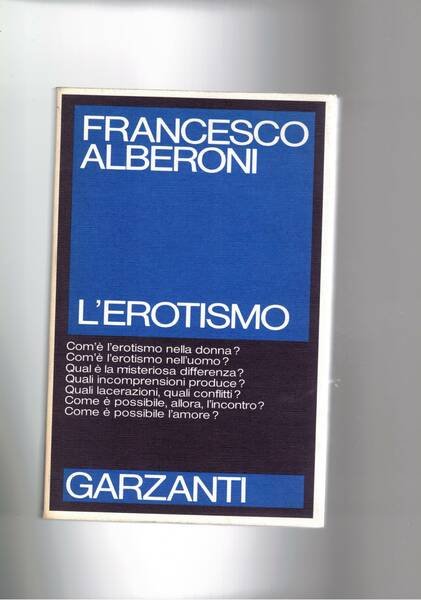 FRANCESCO
ALBERONI
L'EROTISMO
Com'è l'erotismo nella donna?
Com'è l'erotismo nell'uomo?
Qual è la misteriosa differenza?
Quali incomprensioni produce?
Quali lacerazioni, quali conflitti?
Come è possibile, allora, l'incontro?
Come è possibile l'amore?
GARZANTI